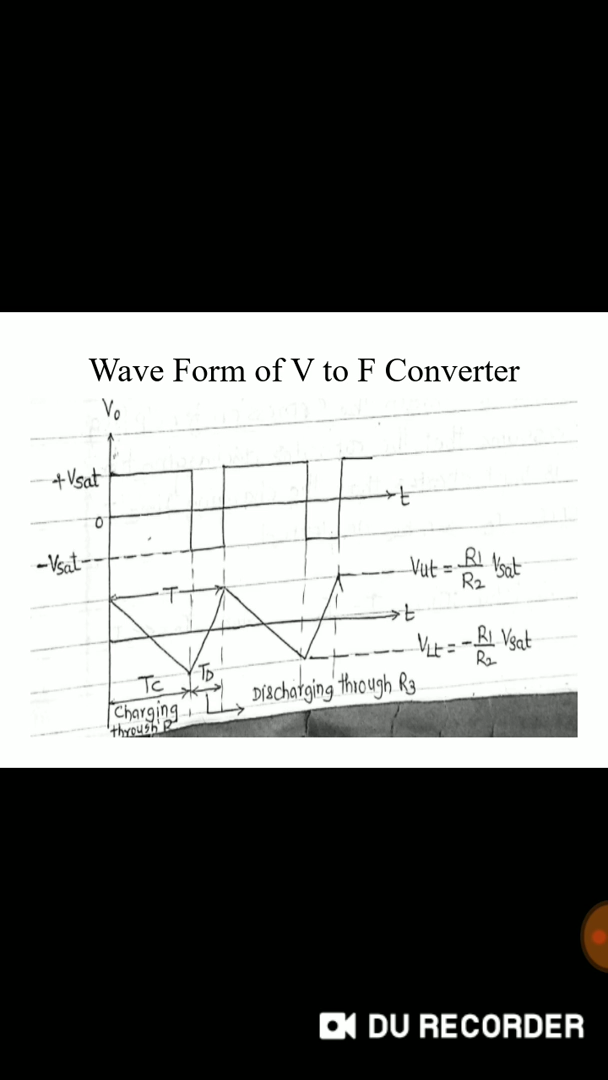 Wave Form of V to F Converter
Vo
+Vsat
t
0
-Vsat
Vut = R1/R2 Vsat
T
t
VLt = -R1/R2 Vsat
TC
TD
Discharging through R3
Charging
through R
DU RECORDER